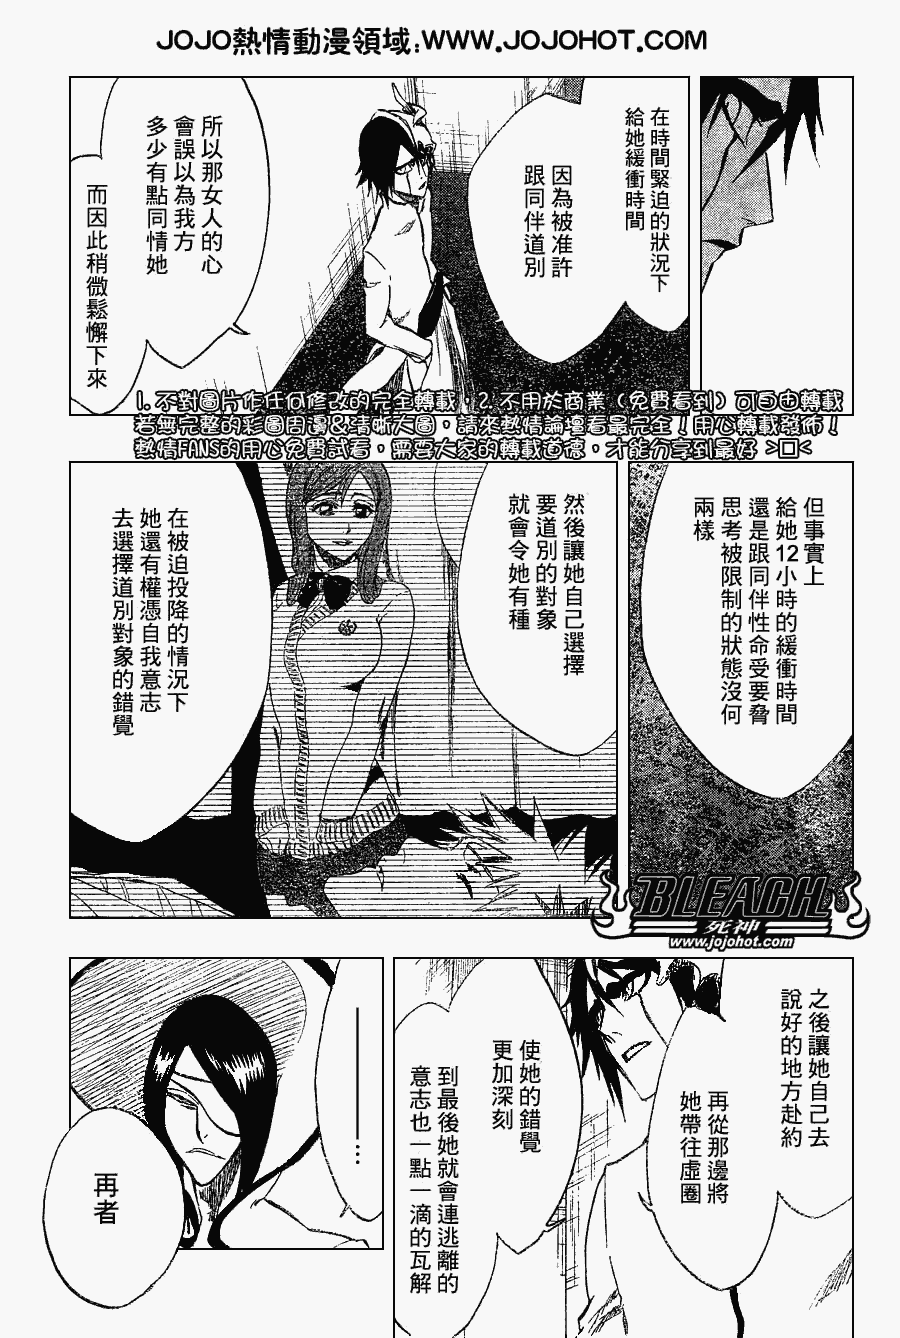 JOJO熱情動漫領域:WWW.JOJOHOT.COM
在時間緊迫的狀況下
給她緩衝時間
因為被准許
跟同伴道別
所以那女人的心
會誤以為我方
多少有點同情她
而因此稍微鬆懈下來
1.不對圖片作任何修改的完全轉載，2.不用於商業（免費看到）可自由轉載
若無完整的彩圖周邊&清晰大圖，請來熱情論壇看最完全！用心轉載發佈！
熱情FANS的用心免費試看，需要大家的轉載道德，才能分享到最好 >口<
但事實上
給她12小時的緩衝時間
還是跟同伴性命受要脅
思考被限制的狀態沒何
兩樣
然後讓她自己選擇
要道別的對象
就會令她有種
在被迫投降的情況下
她還有權憑自我意志
去選擇道別對象的錯覺
BLEACH
死神
www.jojohot.com
之後讓她自己去
說好的地方赴約
再從那邊將
她帶往虛圈
使她的錯覺
更加深刻
到最後她就會連逃離的
意志也一點一滴的瓦解
──…
再者